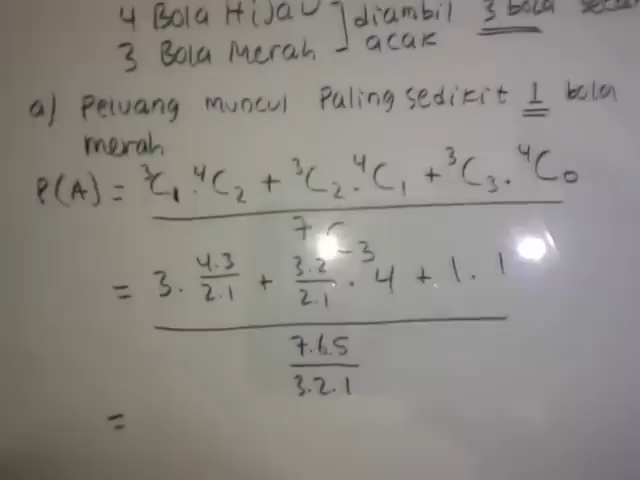 4 Bola Hijau ] diambil 3 bola
3 Bola Merah ] acak
a) Peluang muncul Paling sedikit 1 bola
merah
P(A) = ³C₁.⁴C₂ + ³C₂.⁴C₁ + ³C₃.⁴C₀
⁷C₃
= 3. 4.3/2.1 + 3.2/2.1 . 4 + 1.1
7.6.5/3.2.1
=